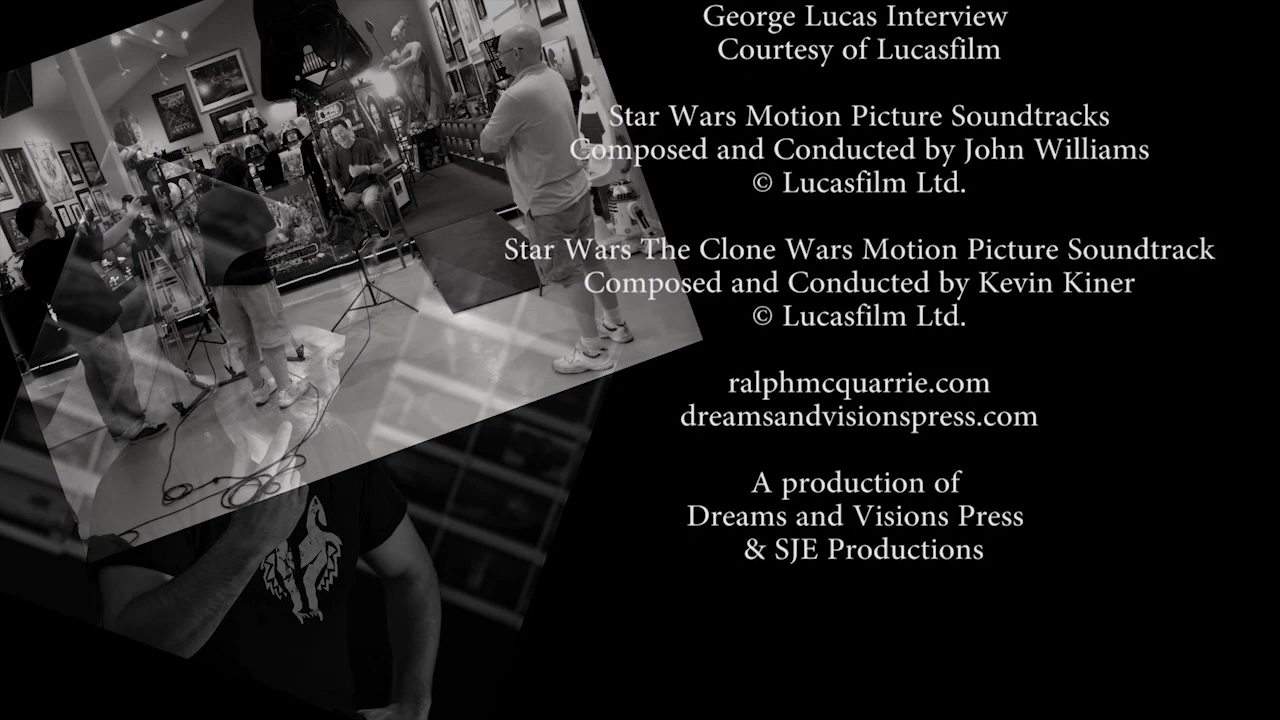 George Lucas Interview
Courtesy of Lucasfilm
Star Wars Motion Picture Soundtracks
Composed and Conducted by John Williams
© Lucasfilm Ltd.
Star Wars The Clone Wars Motion Picture Soundtrack
Composed and Conducted by Kevin Kiner
© Lucasfilm Ltd.
ralphmcquarrie.com
dreamsandvisionspress.com
A production of
Dreams and Visions Press
& SJE Productions